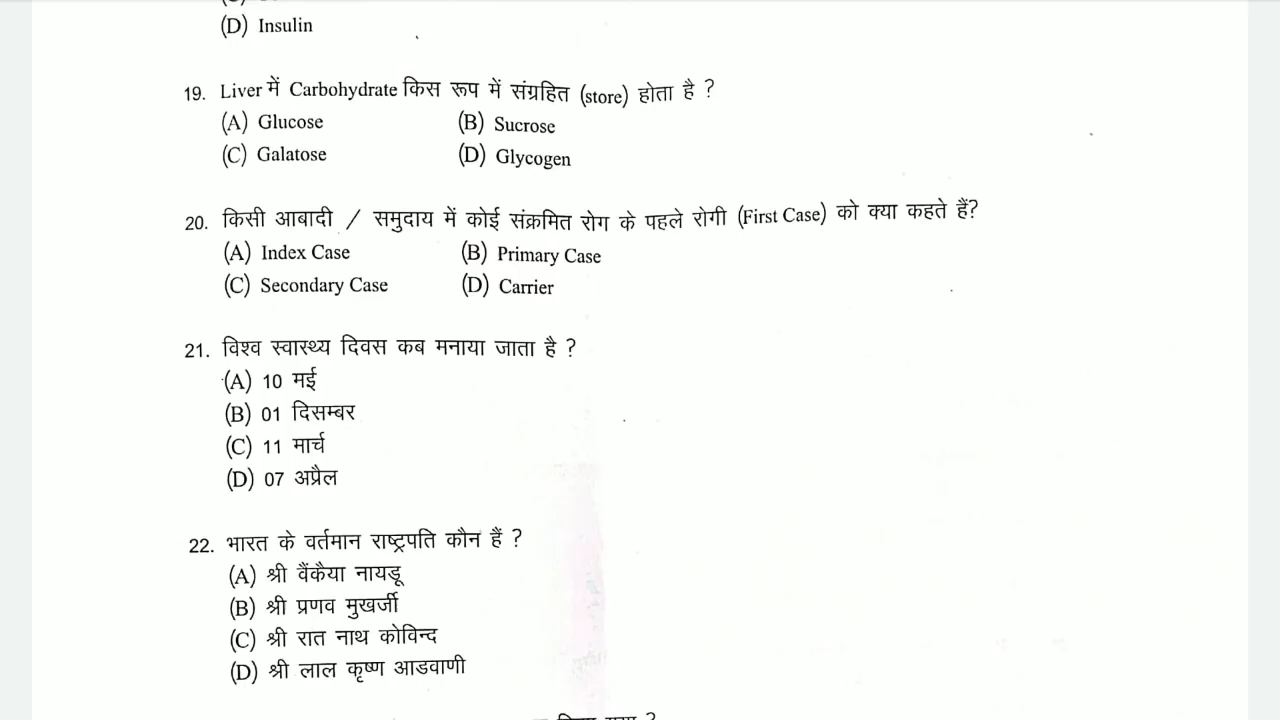 (D) Insulin
19. Liver में Carbohydrate किस रूप में संग्रहित (store) होता है ?
(A) Glucose (B) Sucrose
(C) Galatose (D) Glycogen
20. किसी आबादी / समुदाय में कोई संक्रमित रोग के पहले रोगी (First Case) को क्या कहते हैं?
(A) Index Case (B) Primary Case
(C) Secondary Case (D) Carrier
21. विश्व स्वास्थ्य दिवस कब मनाया जाता है ?
(A) 10 मई
(B) 01 दिसम्बर
(C) 11 मार्च
(D) 07 अप्रैल
22. भारत के वर्तमान राष्ट्रपति कौन हैं ?
(A) श्री वैंकैया नायडू
(B) श्री प्रणव मुखर्जी
(C) श्री रात नाथ कोविन्द
(D) श्री लाल कृष्ण आडवाणी